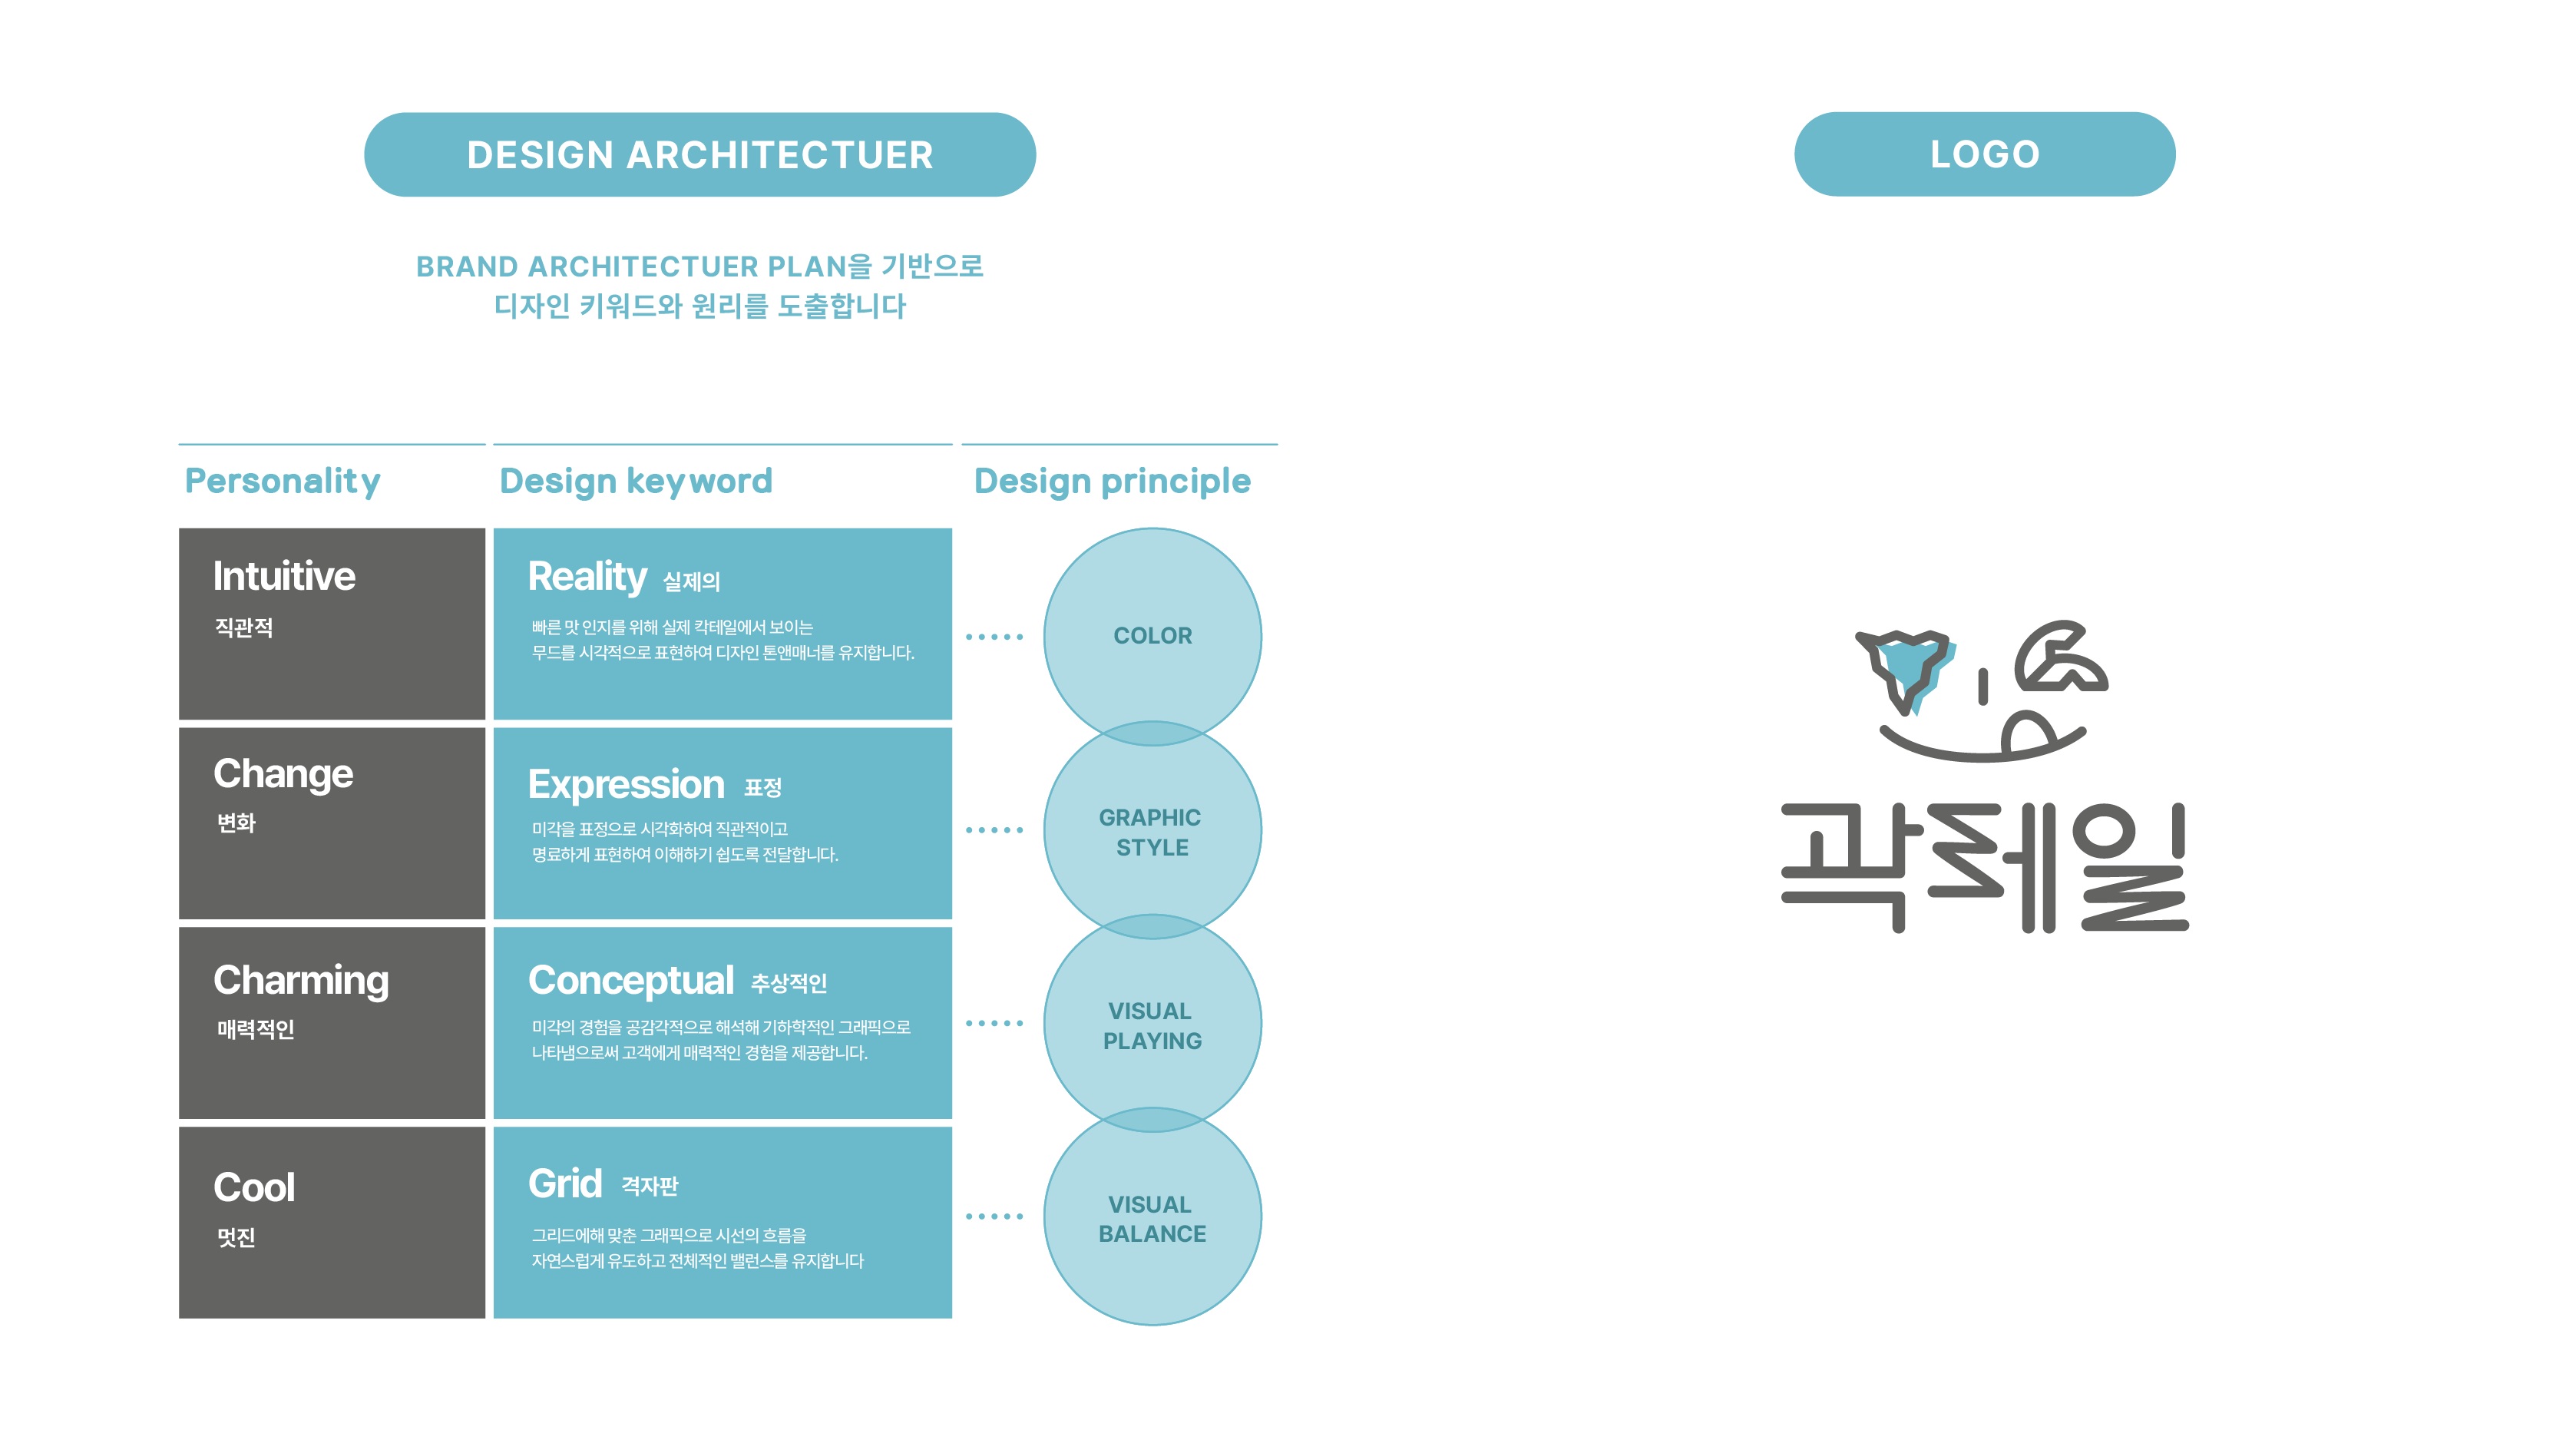 DESIGN ARCHITECTUER
BRAND ARCHITECTUER PLAN을 기반으로
디자인 키워드와 원리를 도출합니다
Personality
Design keyword
Design principle
Intuitive
직관적
Reality 실제의
빠른 맛 인지를 위해 실제 칵테일에서 보이는
무드를 시각적으로 표현하여 디자인 톤앤매너를 유지합니다.
COLOR
Change
변화
Expression 표정
미각을 표정으로 시각화하여 직관적이고
명료하게 표현하여 이해하기 쉽도록 전달합니다.
GRAPHIC
STYLE
Charming
매력적인
Conceptual 추상적인
미각의 경험을 공감각적으로 해석해 기하학적인 그래픽으로
나타냄으로써 고객에게 매력적인 경험을 제공합니다.
VISUAL
PLAYING
Cool
멋진
Grid 격자판
그리드에해 맞춘 그래픽으로 시선의 흐름을
자연스럽게 유도하고 전체적인 밸런스를 유지합니다
VISUAL
BALANCE
LOGO
콱테일